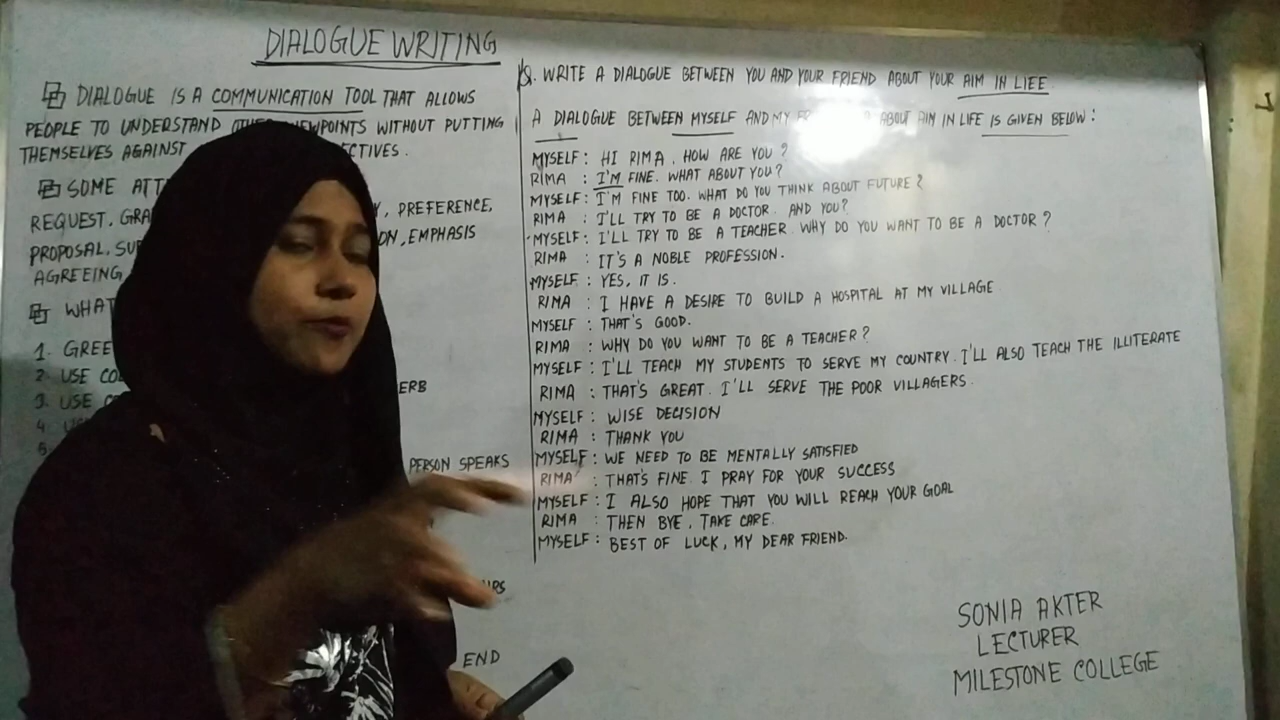 DIALOGUE WRITING
DIALOGUE IS A COMMUNICATION TOOL THAT ALLOWS
PEOPLE TO UNDERSTAND VIEWPOINTS WITHOUT PUTTING
THEMSELVES AGAINST
SOME
REQUEST, PREFERENCE,
PROPOSAL, EMPHASIS
AGREEING
WHAT
1.
2. USE
3. USE
4
5
PERSON SPEAKS
END
Q. WRITE A DIALOGUE BETWEEN YOU AND YOUR FRIEND ABOUT YOUR AIM IN LIFE.
A DIALOGUE BETWEEN MYSELF AND MY ABOUT AIM IN LIFE IS GIVEN BELOW :
MYSELF : HI RIMA, HOW ARE YOU ?
RIMA : I'M FINE. WHAT ABOUT YOU?
MYSELF : I'M FINE TOO. WHAT DO YOU THINK ABOUT FUTURE ?
RIMA : I'LL TRY TO BE A DOCTOR. AND YOU?
MYSELF : I'LL TRY TO BE A TEACHER. WHY DO YOU WANT TO BE A DOCTOR ?
RIMA : IT'S A NOBLE PROFESSION.
MYSELF : YES, IT IS.
RIMA : I HAVE A DESIRE TO BUILD A HOSPITAL AT MY VILLAGE
MYSELF : THAT'S GOOD.
RIMA : WHY DO YOU WANT TO BE A TEACHER ?
MYSELF : I'LL TEACH MY STUDENTS TO SERVE MY COUNTRY. I'LL ALSO TEACH THE ILLITERATE
RIMA : THAT'S GREAT. I'LL SERVE THE POOR VILLAGERS.
MYSELF : WISE DECISION
RIMA : THANK YOU
MYSELF : WE NEED TO BE MENTALLY SATISFIED
RIMA : THAT'S FINE. I PRAY FOR YOUR SUCCESS
MYSELF : I ALSO HOPE THAT YOU WILL REACH YOUR GOAL
RIMA : THEN BYE, TAKE CARE.
MYSELF : BEST OF LUCK, MY DEAR FRIEND.
SONIA AKTER
LECTURER
MILESTONE COLLEGE